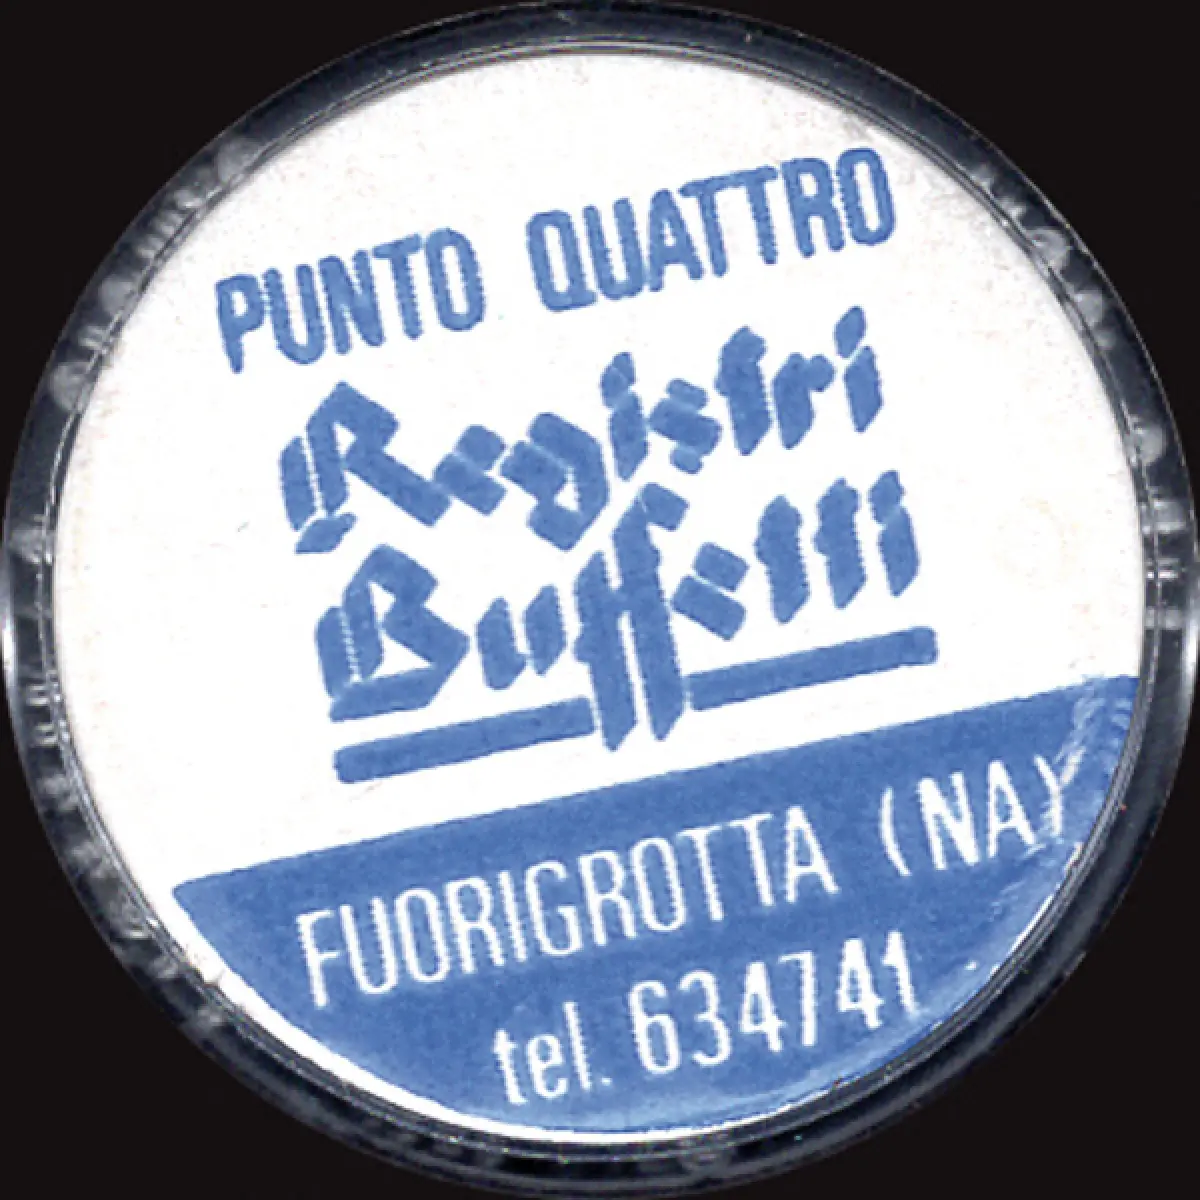 PUNTO QUATTRO
Registri
Buffetti
FUORIGROTTA (NA)
tel. 634741